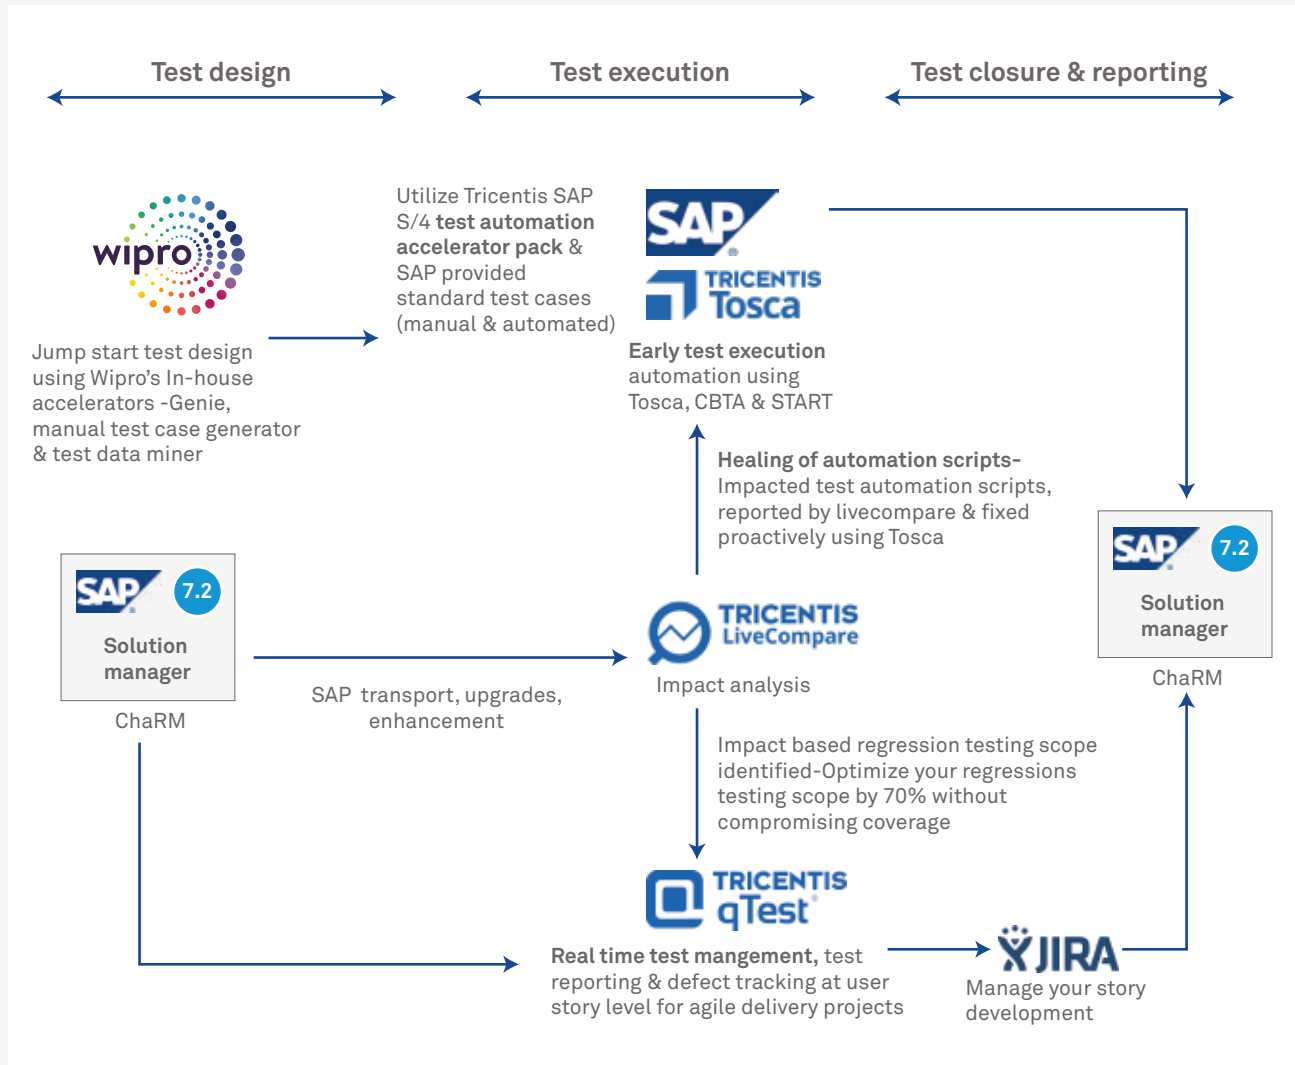 Test design
Test execution
Test closure & reporting
wipro
Jump start test design
using Wipro’s In-house
accelerators -Genie,
manual test case generator
& test data miner
Utilize Tricentis SAP
S/4 test automation
accelerator pack &
SAP provided
standard test cases
(manual & automated)
SAP®
TRICENTIS
Tosca
Early test execution
automation using
Tosca, CBTA & START
Healing of automation scripts-
Impacted test automation scripts,
reported by livecompare & fixed
proactively using Tosca
SAP 7.2
Solution
manager
ChaRM
SAP transport, upgrades,
enhancement
TRICENTIS
LiveCompare
Impact analysis
SAP 7.2
Solution
manager
ChaRM
Impact based regression testing scope
identified-Optimize your regressions
testing scope by 70% without
compromising coverage
TRICENTIS
qTest®
Real time test mangement, test
reporting & defect tracking at user
story level for agile delivery projects
JIRA
Manage your story
development